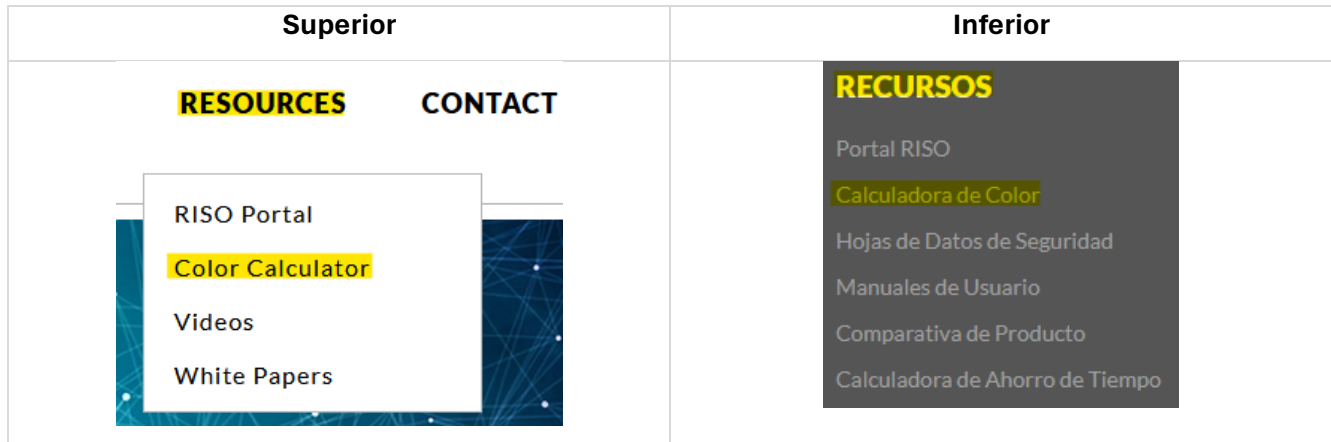 Superior
Inferior
RESOURCES CONTACT
RISO Portal
Color Calculator
Videos
White Papers
RECURSOS
Portal RISO
Calculadora de Color
Hojas de Datos de Seguridad
Manuales de Usuario
Comparativa de Producto
Calculadora de Ahorro de Tiempo